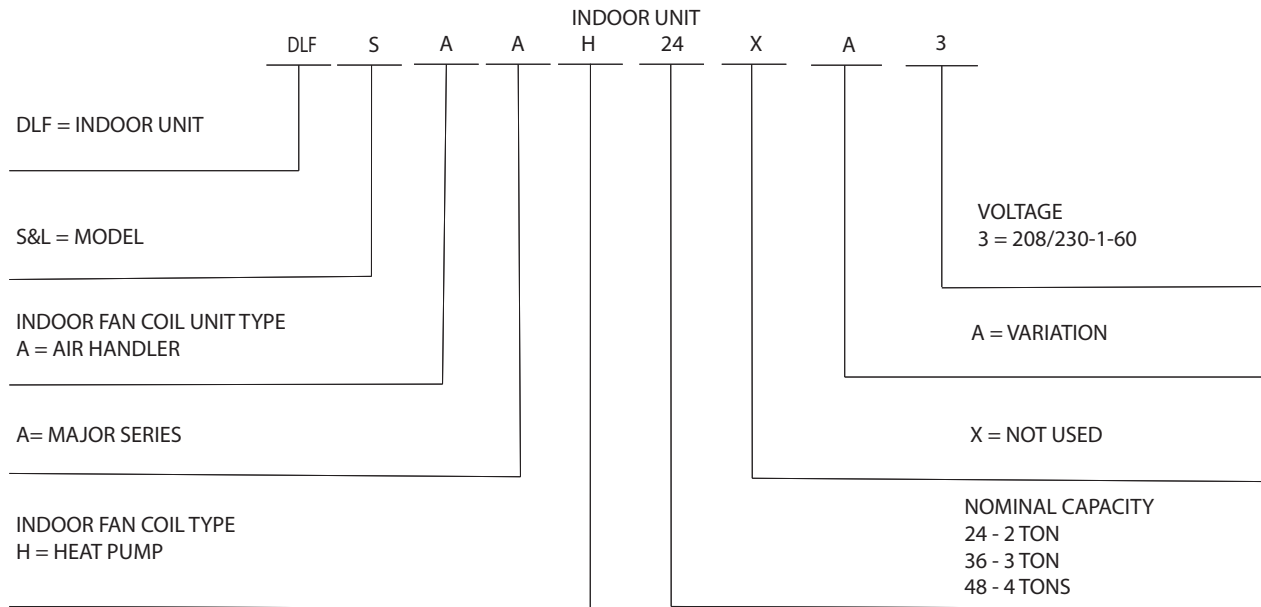 INDOOR UNIT
DLF S A A H 24 X A 3
DLF = INDOOR UNIT
S&L = MODEL
INDOOR FAN COIL UNIT TYPE
A = AIR HANDLER
A= MAJOR SERIES
INDOOR FAN COIL TYPE
H = HEAT PUMP
VOLTAGE
3 = 208/230-1-60
A = VARIATION
X = NOT USED
NOMINAL CAPACITY
24 - 2 TON
36 - 3 TON
48 - 4 TONS